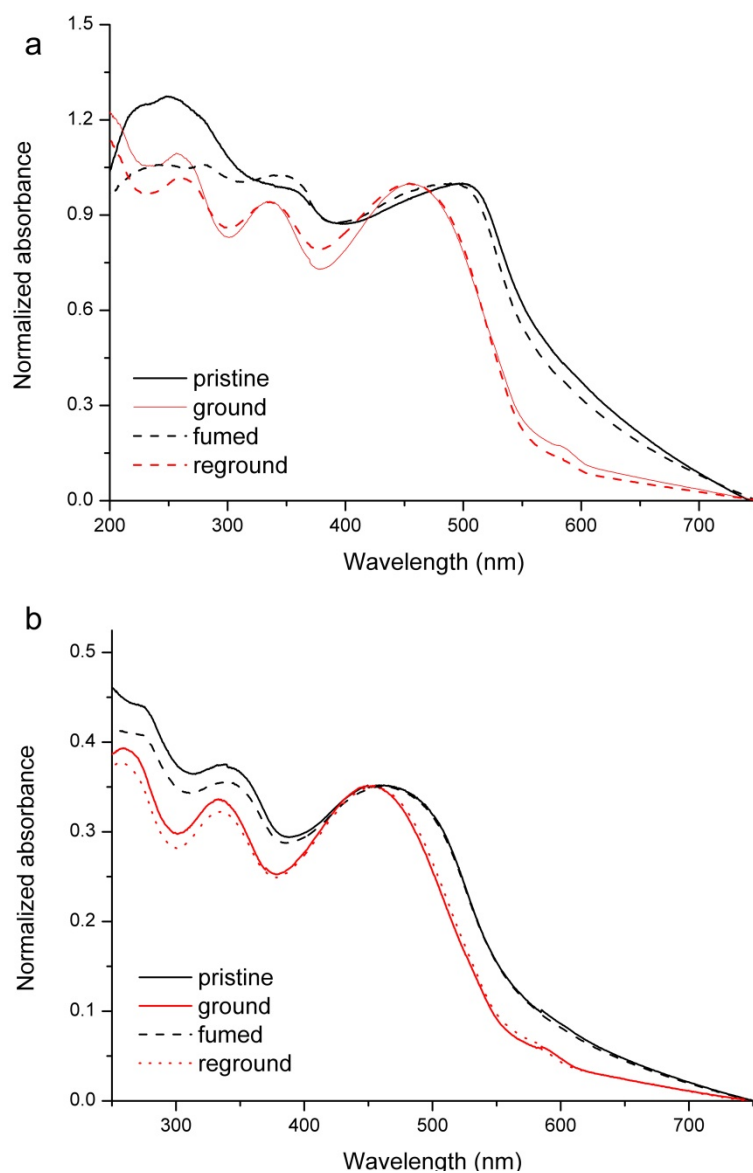 a
Normalized absorbance
1.5
1.2
0.9
0.6
0.3
0.0
pristine
ground
fumed
reground
200 300 400 500 600 700
Wavelength (nm)
b
Normalized absorbance
0.5
0.4
0.3
0.2
0.1
0.0
pristine
ground
fumed
reground
300 400 500 600 700
Wavelength (nm)